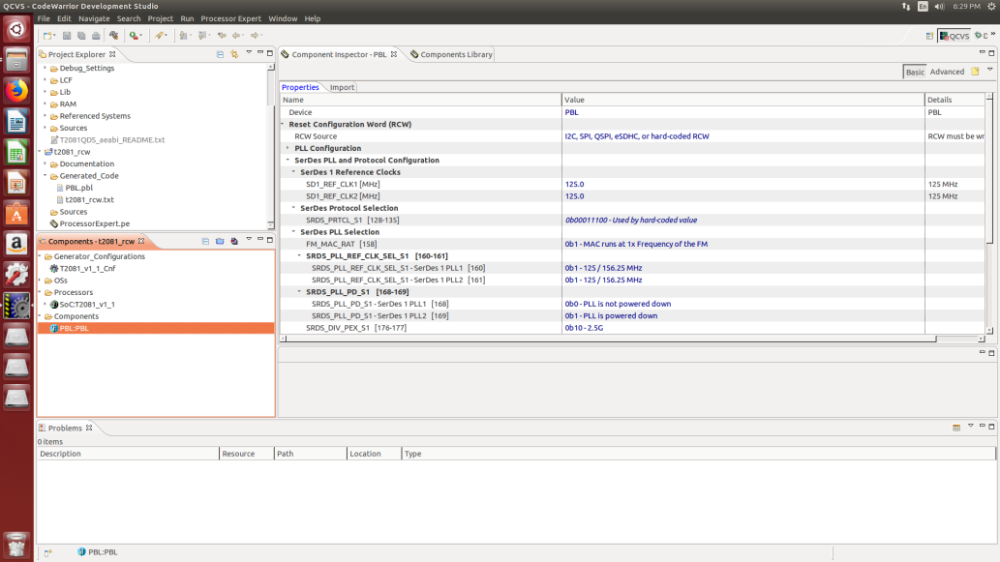 QCVS - CodeWarrior Development Studio
En
6:29 PM
File Edit Navigate Search Project Run Processor Expert Window Help
QCVS
C
Project Explorer
Debug_Settings
LCF
Lib
RAM
Referenced Systems
Sources
T2081QDS_aeabi_README.txt
t2081_rcw
Documentation
Generated_Code
PBL.pbl
t2081_rcw.txt
Sources
ProcessorExpert.pe
Components - t2081_rcw
Generator_Configurations
T2081_v1_1_Cnf
OSs
Processors
SoC:T2081_v1_1
Components
PBL:PBL
Component Inspector - PBL
Components Library
Basic Advanced
Properties Import
Name Value Details
Device PBL PBL
Reset Configuration Word (RCW)
RCW Source I2C, SPI, QSPI, eSDHC, or hard-coded RCW RCW must be wr
PLL Configuration
SerDes PLL and Protocol Configuration
SerDes 1 Reference Clocks
SD1_REF_CLK1 [MHz] 125.0 125 MHz
SD1_REF_CLK2 [MHz] 125.0 125 MHz
SerDes Protocol Selection
SRDS_PRTCL_S1 [128-135] 0b00011100 - Used by hard-coded value
SerDes PLL Selection
FM_MAC_RAT [158] 0b1 - MAC runs at 1x Frequency of the FM
SRDS_PLL_REF_CLK_SEL_S1 [160-161]
SRDS_PLL_REF_CLK_SEL_S1 - SerDes 1 PLL1 [160] 0b1 - 125 / 156.25 MHz
SRDS_PLL_REF_CLK_SEL_S1 - SerDes 1 PLL2 [161] 0b1 - 125 / 156.25 MHz
SRDS_PLL_PD_S1 [168-169]
SRDS_PLL_PD_S1 - SerDes 1 PLL1 [168] 0b0 - PLL is not powered down
SRDS_PLL_PD_S1 - SerDes 1 PLL2 [169] 0b1 - PLL is powered down
SRDS_DIV_PEX_S1 [176-177] 0b10 - 2.5G
Problems
0 items
Description Resource Path Location Type
PBL:PBL